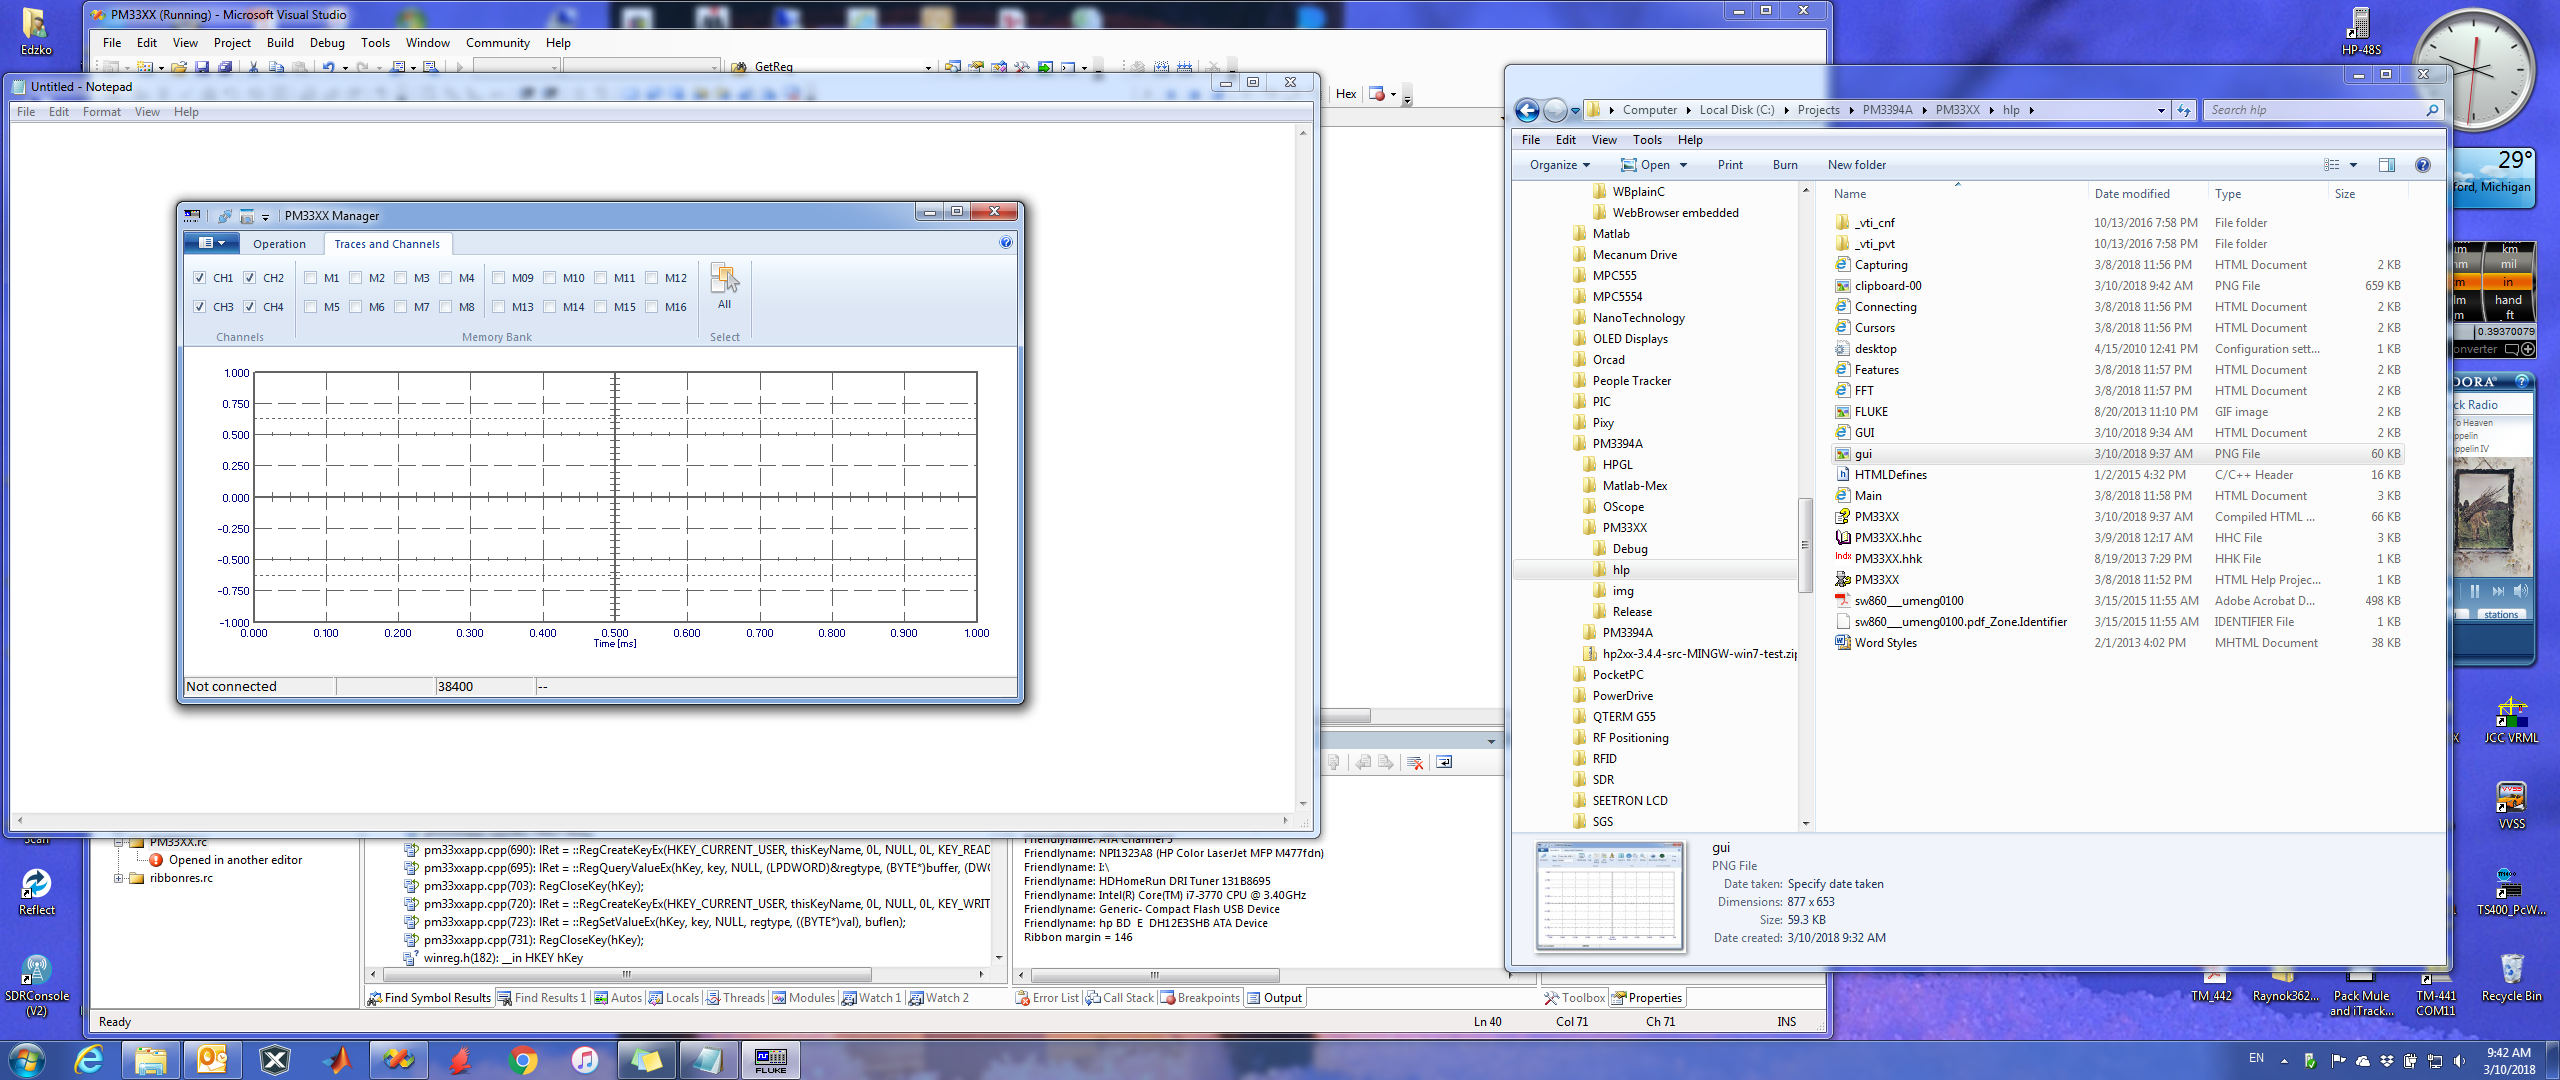 Edzko
PM33XX (Running) - Microsoft Visual Studio
File Edit View Project Build Debug Tools Window Community Help
GetReq
Hex
Untitled - Notepad
File Edit Format View Help
PM33XX Manager
Operation Traces and Channels
CH1 CH2 M1 M2 M3 M4 M09 M10 M11 M12
CH3 CH4 M5 M6 M7 M8 M13 M14 M15 M16
All
Channels Memory Bank Select
1.000
0.750
0.500
0.250
0.000
-0.250
-0.500
-0.750
-1.000
0.000 0.100 0.200 0.300 0.400 0.500 0.600 0.700 0.800 0.900 1.000
Time [ms]
Not connected 38400 --
PM33XX.rc
Opened in another editor
ribbonres.rc
pm33xxapp.cpp(690): lRet = ::RegCreateKeyEx(HKEY_CURRENT_USER, thisKeyName, 0L, NULL, 0L, KEY_READ
pm33xxapp.cpp(695): lRet = ::RegQueryValueEx(hKey, key, NULL, (LPDWORD)&regtype, (BYTE*)buffer, (DWO
pm33xxapp.cpp(703): RegCloseKey(hKey);
pm33xxapp.cpp(720): lRet = ::RegCreateKeyEx(HKEY_CURRENT_USER, thisKeyName, 0L, NULL, 0L, KEY_WRIT
pm33xxapp.cpp(723): lRet = ::RegSetValueEx(hKey, key, NULL, regtype, ((BYTE*)val), buflen);
pm33xxapp.cpp(731): RegCloseKey(hKey);
winreg.h(182): __in HKEY hKey
Friendlyname: ATA Channel 5
Friendlyname: NPI1323A8 (HP Color LaserJet MFP M477fdn)
Friendlyname: I:\
Friendlyname: HDHomeRun DRI Tuner 131B8695
Friendlyname: Intel(R) Core(TM) i7-3770 CPU @ 3.40GHz
Friendlyname: Generic- Compact Flash USB Device
Friendlyname: hp BD E DH12E3SHB ATA Device
Ribbon margin = 146
Find Symbol Results Find Results 1 Autos Locals Threads Modules Watch 1 Watch 2
Error List Call Stack Breakpoints Output
Toolbox Properties
Ready Ln 40 Col 71 Ch 71 INS
Computer Local Disk (C:) Projects PM3394A PM33XX hlp
Search hlp
File Edit View Tools Help
Organize Open Print Burn New folder
WBplainC
WebBrowser embedded
Matlab
Mecanum Drive
MPC555
MPC5554
NanoTechnology
OLED Displays
Orcad
People Tracker
PIC
Pixy
PM3394A
HPGL
Matlab-Mex
OScope
PM33XX
Debug
hlp
img
Release
PM3394A
hp2xx-3.4.4-src-MINGW-win7-test.zip
PocketPC
PowerDrive
QTERM G55
RF Positioning
RFID
SDR
SEETRON LCD
SGS
Name Date modified Type Size
_vti_cnf 10/13/2016 7:58 PM File folder
_vti_pvt 10/13/2016 7:58 PM File folder
Capturing 3/8/2018 11:56 PM HTML Document 2 KB
clipboard-00 3/10/2018 9:42 AM PNG File 659 KB
Connecting 3/8/2018 11:56 PM HTML Document 2 KB
Cursors 3/8/2018 11:56 PM HTML Document 2 KB
desktop 4/15/2010 12:41 PM Configuration sett... 1 KB
Features 3/8/2018 11:57 PM HTML Document 2 KB
FFT 3/8/2018 11:57 PM HTML Document 2 KB
FLUKE 8/20/2013 11:10 PM GIF image 2 KB
GUI 3/10/2018 9:34 AM HTML Document 2 KB
gui 3/10/2018 9:37 AM PNG File 60 KB
HTMLDefines 1/2/2015 4:32 PM C/C++ Header 16 KB
Main 3/8/2018 11:58 PM HTML Document 3 KB
PM33XX 3/10/2018 9:37 AM Compiled HTML ... 66 KB
PM33XX.hhc 3/9/2018 12:17 AM HHC File 3 KB
PM33XX.hhk 8/19/2013 7:29 PM HHK File 1 KB
PM33XX 3/8/2018 11:52 PM HTML Help Projec... 1 KB
sw860___umeng0100 3/15/2015 11:55 AM Adobe Acrobat D... 498 KB
sw860___umeng0100.pdf_Zone.Identifier 3/15/2015 11:55 AM IDENTIFIER File 1 KB
Word Styles 2/1/2013 4:02 PM MHTML Document 38 KB
gui
PNG File
Date taken: Specify date taken
Dimensions: 877 x 653
Size: 59.3 KB
Date created: 3/10/2018 9:32 AM
HP-48S
29°
ford, Michigan
km km
mil
in
hand
ft
0.39370079
onverter
DORA
ck Radio
To Heaven
ppelin
eppelin IV
stations
JCC VRML
VVSS
TS400_PcW...
TM_442
Raynok362...
Pack Mule and iTrack...
TM-441 COM11
Recycle Bin
Scan
Reflect
SDRConsole (V2)
FLUKE
EN
9:42 AM
3/10/2018